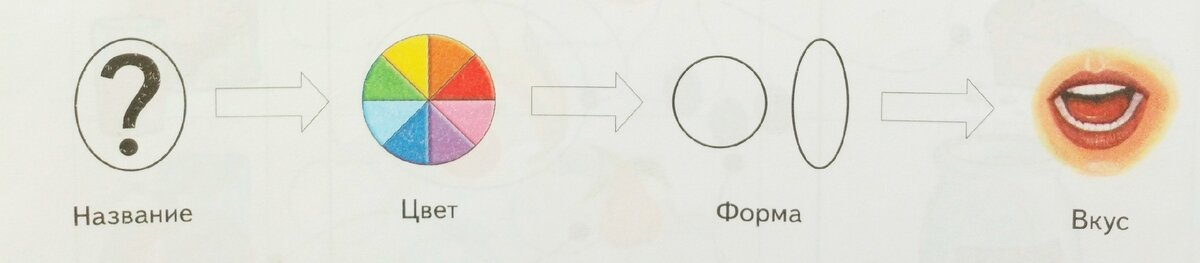 ?
Название
Цвет
Форма
Вкус